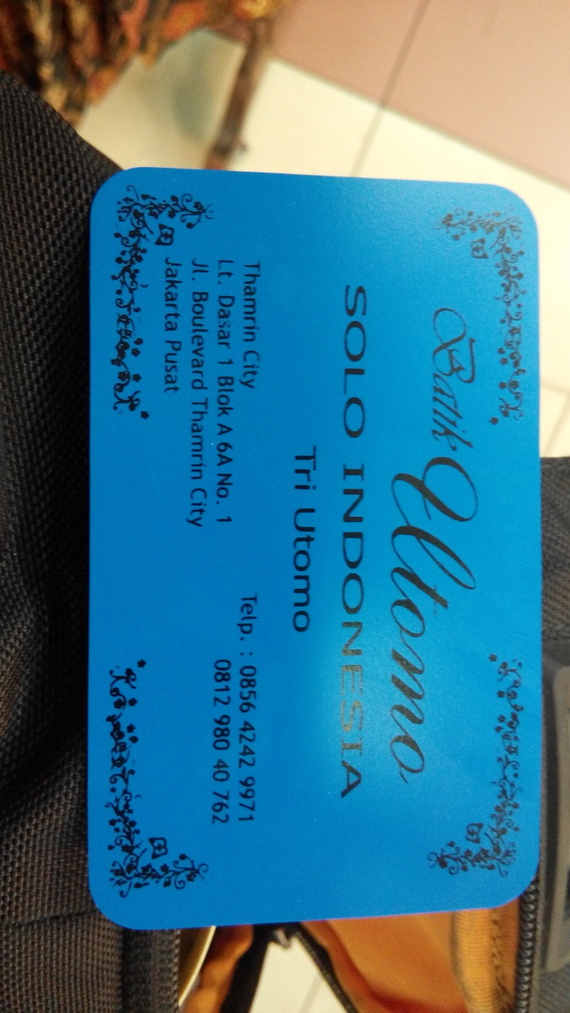 Batik Utomo
SOLO INDONESIA
Tri Utomo
Thamrin City
Lt. Dasar 1 Blok A 6A No. 1
Jl. Boulevard Thamrin City
Jakarta Pusat
Telp. : 0856 4242 9971
0812 980 40 762